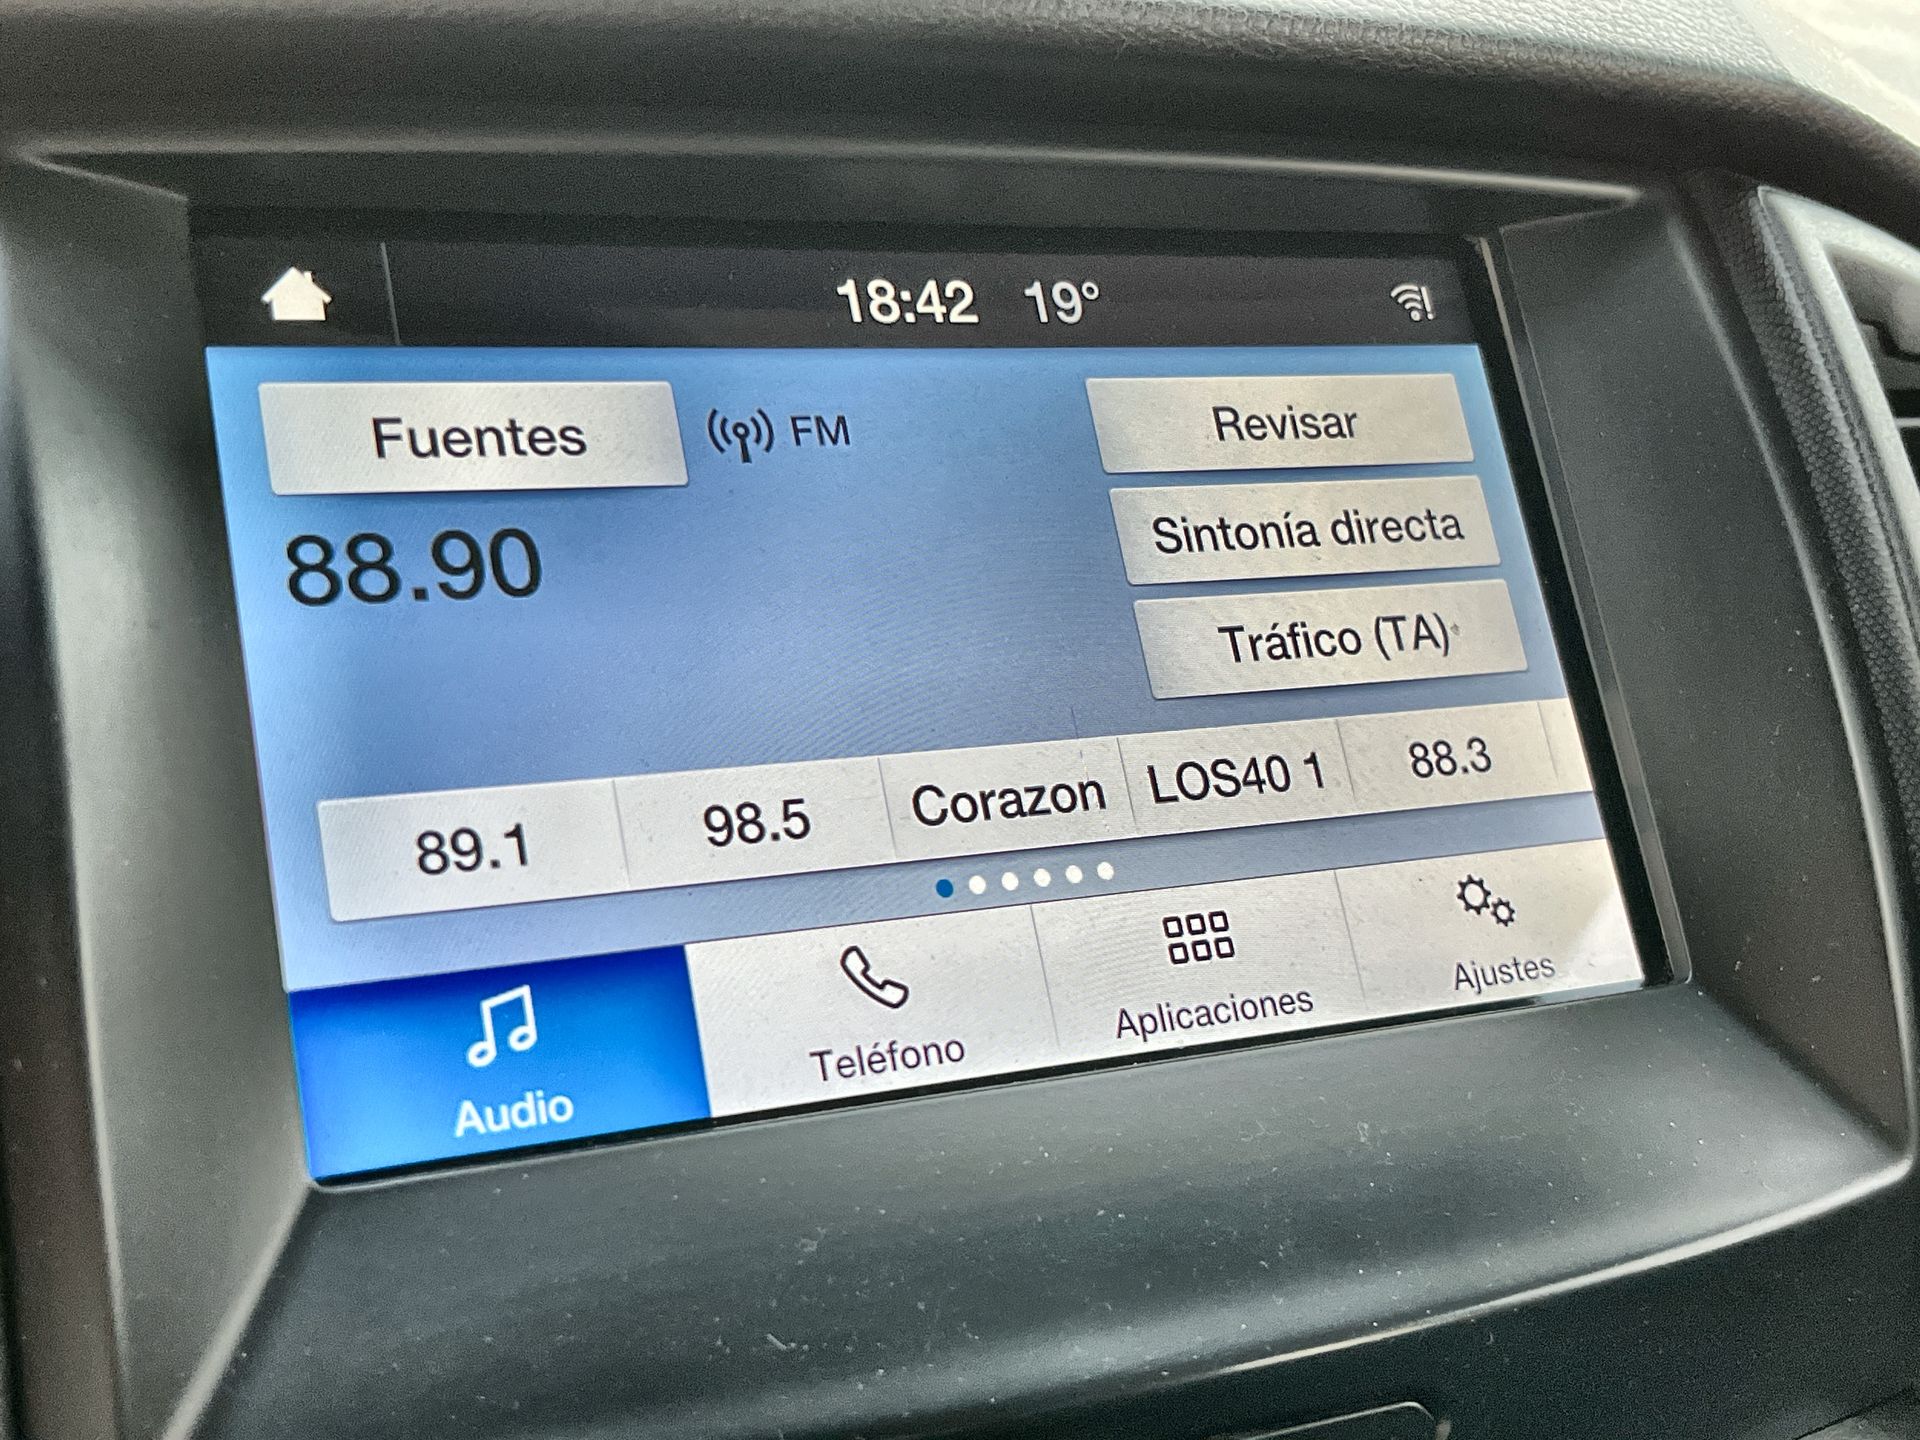 18:42 19°
Fuentes
FM
Revisar
88.90
Sintonía directa
Tráfico (TA)
89.1
98.5
Corazon
LOS40 1
88.3
Audio
Teléfono
Aplicaciones
Ajustes